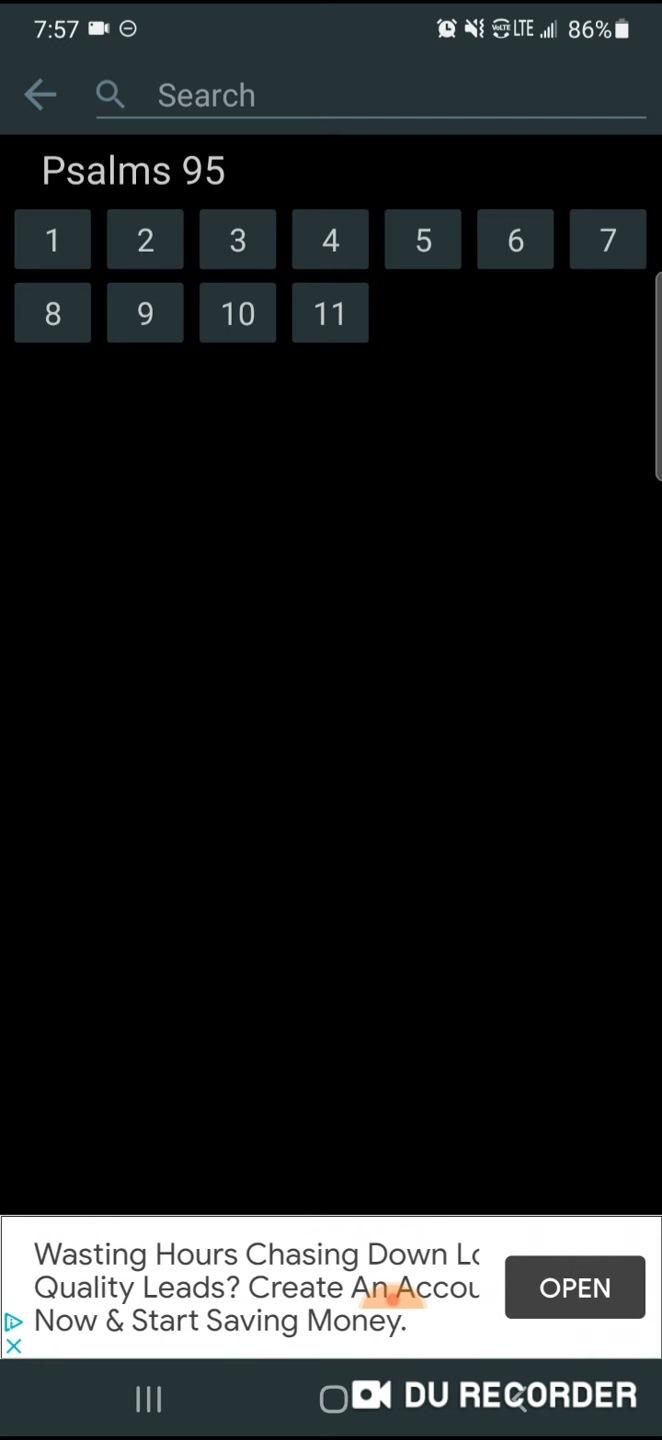 7:57 VoLTE LTE 86%
Search
Psalms 95
1 2 3 4 5 6 7
8 9 10 11
Wasting Hours Chasing Down Lo
Quality Leads? Create An Accou
OPEN
Now & Start Saving Money.
DU RECORDER